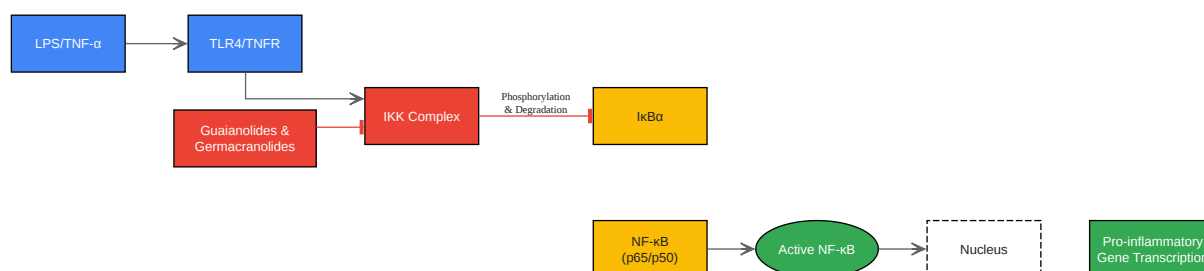 LPS/TNF-α
TLR4/TNFR
Guaianolides &
Germacranolides
IKK Complex
Phosphorylation
& Degradation
IκBα
NF-κB
(p65/p50)
Active NF-κB
Nucleus
Pro-inflammatory
Gene Transcription